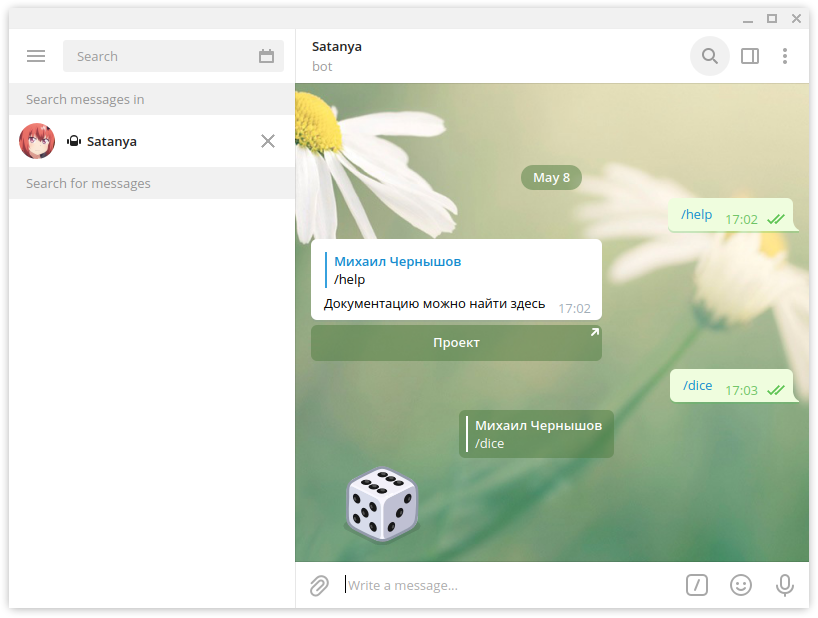 Search
Search messages in
Satanya
Search for messages
Satanya
bot
May 8
/help 17:02
Михаил Чернышов
/help
Документацию можно найти здесь 17:02
Проект
/dice 17:03
Михаил Чернышов
/dice
Write a message...